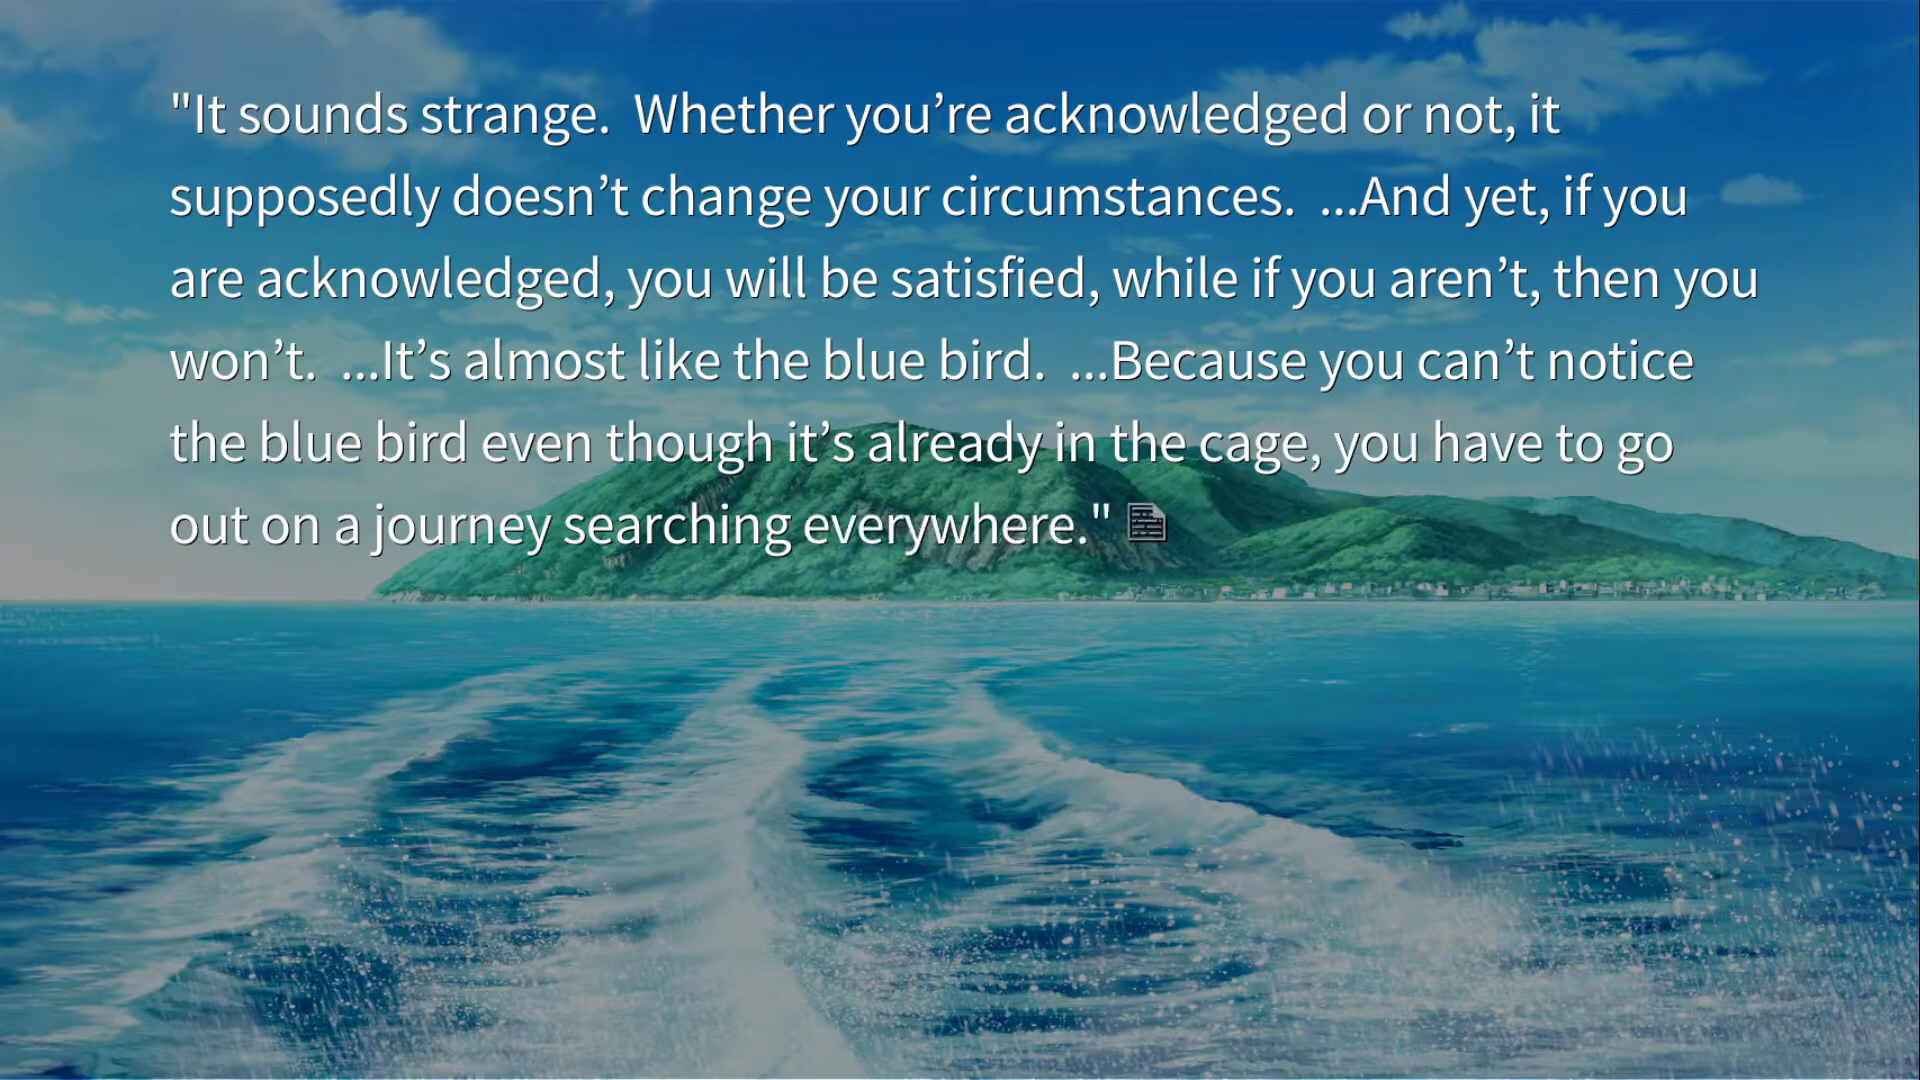 "It sounds strange.  Whether you’re acknowledged or not, it
supposedly doesn’t change your circumstances.  ...And yet, if you
are acknowledged, you will be satisfied, while if you aren’t, then you
won’t.  ...It’s almost like the blue bird.  ...Because you can’t notice
the blue bird even though it’s already in the cage, you have to go
out on a journey searching everywhere."